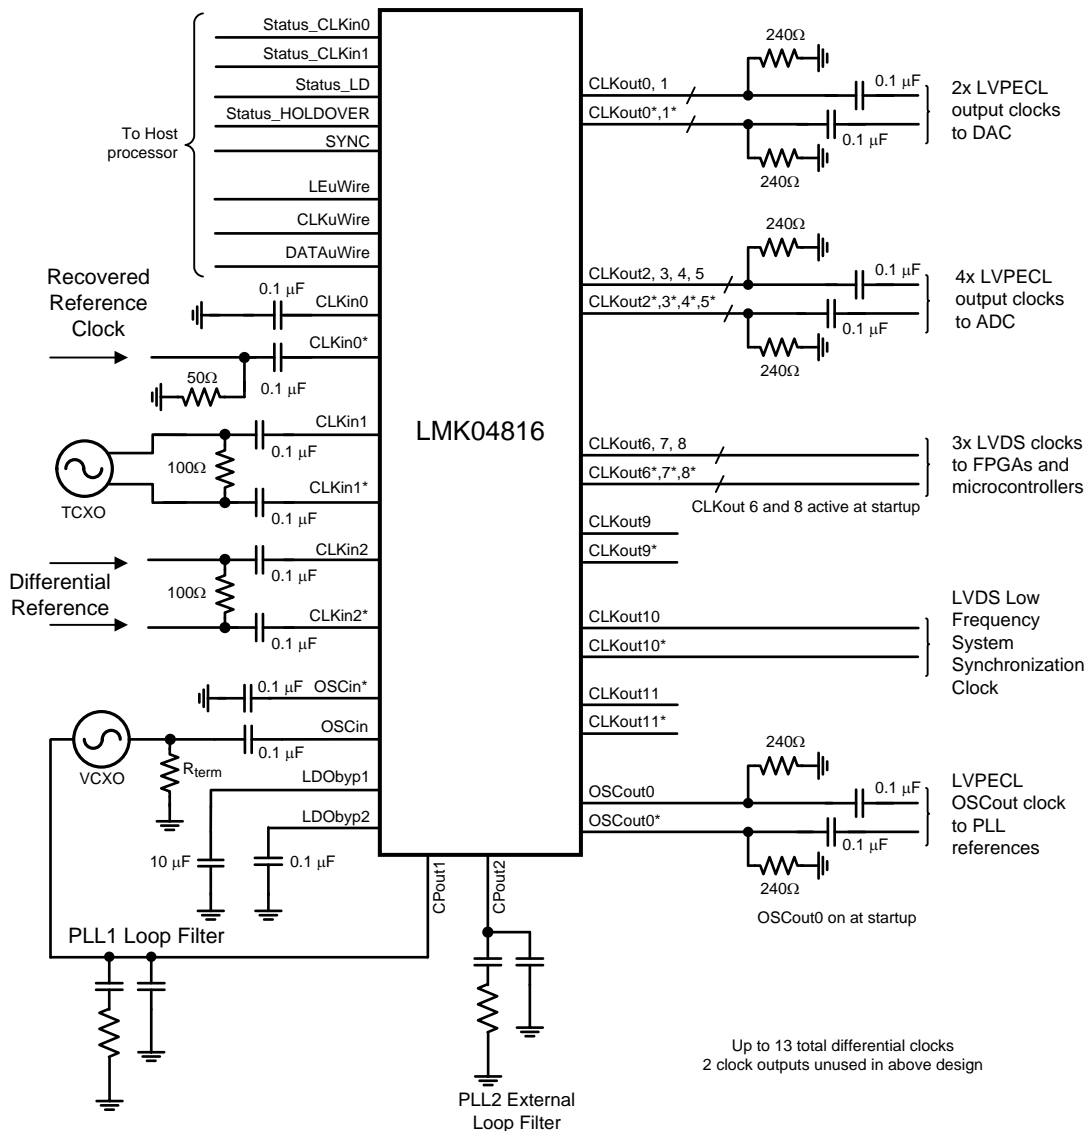 Status_CLKin0
Status_CLKin1
Status_LD
Status_HOLDOVER
SYNC
To Host
processor
LEuWire
CLKuWire
DATAuWire
Recovered
Reference
Clock
0.1 µF
CLKin0
CLKin0*
50Ω
0.1 µF
CLKin1
0.1 µF
100Ω
CLKin1*
0.1 µF
TCXO
CLKin2
0.1 µF
Differential
Reference
100Ω
CLKin2*
0.1 µF
0.1 µF
OSCin*
OSCin
0.1 µF
VCXO
Rterm
LDObyp1
LDObyp2
10 µF
0.1 µF
PLL1 Loop Filter
CPout1
CPout2
PLL2 External
Loop Filter
LMK04816
240Ω
CLKout0, 1
0.1 µF
CLKout0*,1*
0.1 µF
240Ω
2x LVPECL
output clocks
to DAC
240Ω
CLKout2, 3, 4, 5
0.1 µF
CLKout2*,3*,4*,5*
0.1 µF
240Ω
4x LVPECL
output clocks
to ADC
CLKout6, 7, 8
CLKout6*,7*,8*
CLKout 6 and 8 active at startup
3x LVDS clocks
to FPGAs and
microcontrollers
CLKout9
CLKout9*
CLKout10
CLKout10*
LVDS Low
Frequency
System
Synchronization
Clock
CLKout11
CLKout11*
240Ω
OSCout0
0.1 µF
OSCout0*
0.1 µF
240Ω
LVPECL
OSCout clock
to PLL
references
OSCout0 on at startup
Up to 13 total differential clocks
2 clock outputs unused in above design